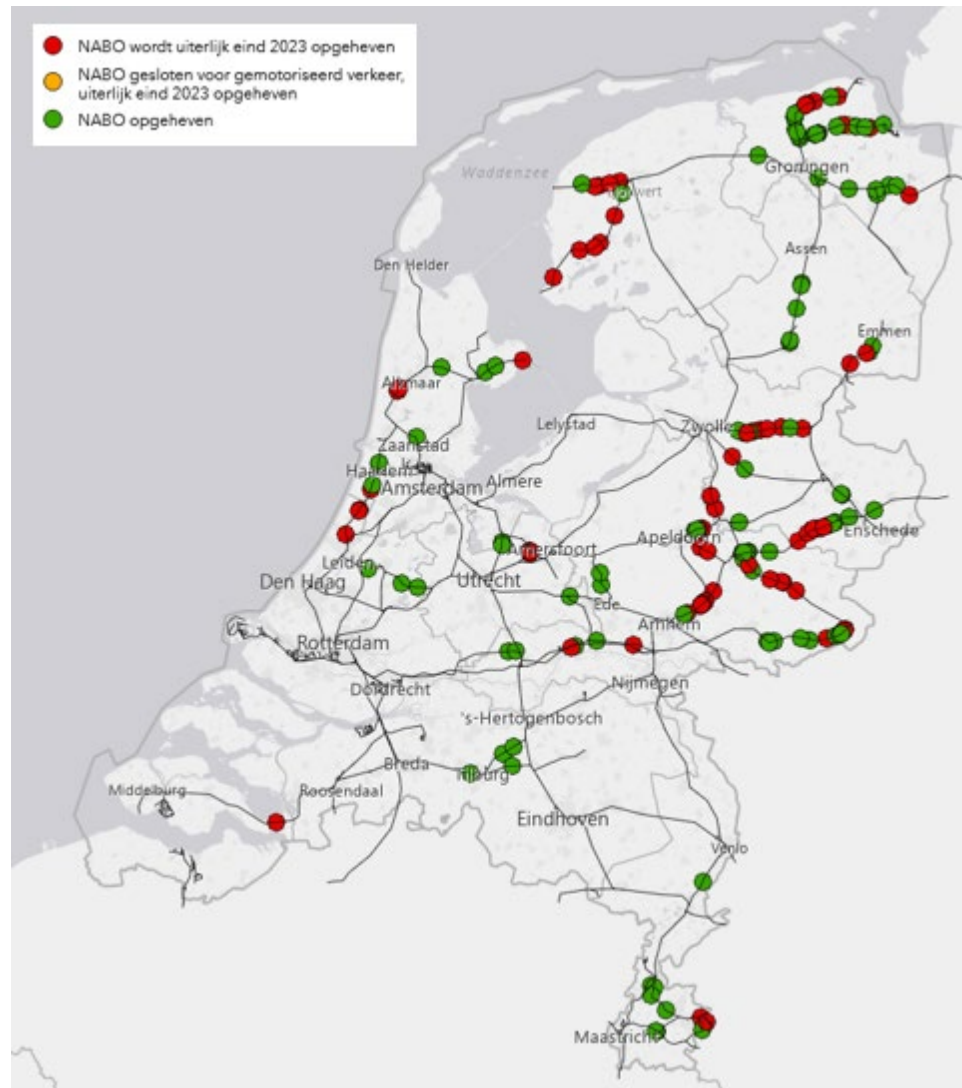 NABO wordt uiterlijk eind 2023 opgeheven
NABO gesloten voor gemotoriseerd verkeer,
uiterlijk eind 2023 opgeheven
NABO opgeheven
Waddenzee
Groningen
Assen
Den Helder
Emmen
Alkmaar
Lelystad
Zwolle
Zaanstad
Haarlem
Amsterdam
Almere
Apeldoorn
Enschede
Amersfoort
Leiden
Den Haag
Utrecht
Ede
Arnhem
Rotterdam
Nijmegen
Dordrecht
's-Hertogenbosch
Breda
Tilburg
Middelburg
Roosendaal
Eindhoven
Venlo
Maastricht